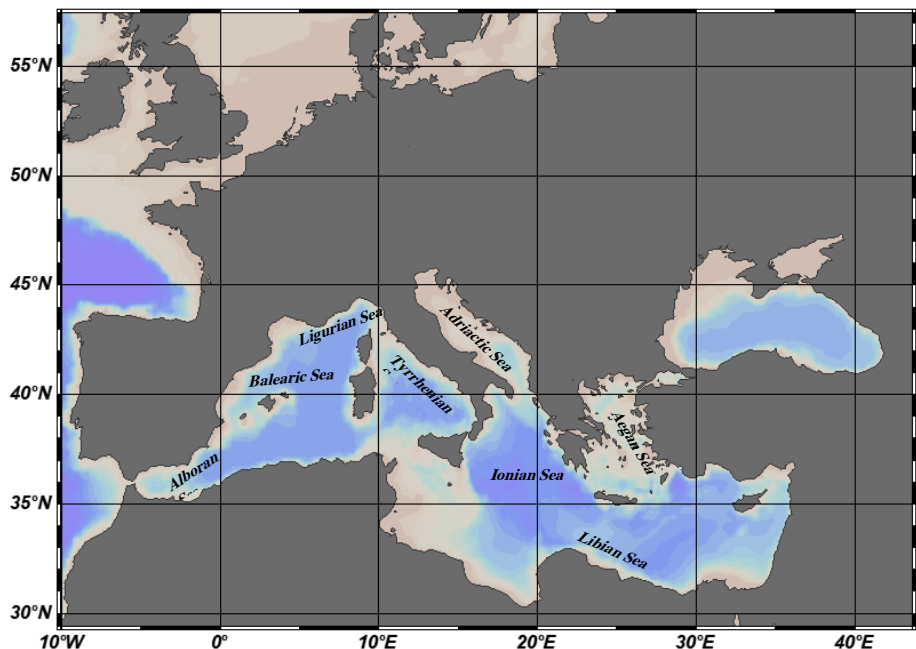 55°N
50°N
45°N
Ligurian Sea
Adriactic Sea
Balearic Sea
Tyrrhenian
40°N
Aegan Sea
Alboran
Ionian Sea
35°N
Libian Sea
30°N
10°W 0° 10°E 20°E 30°E 40°E